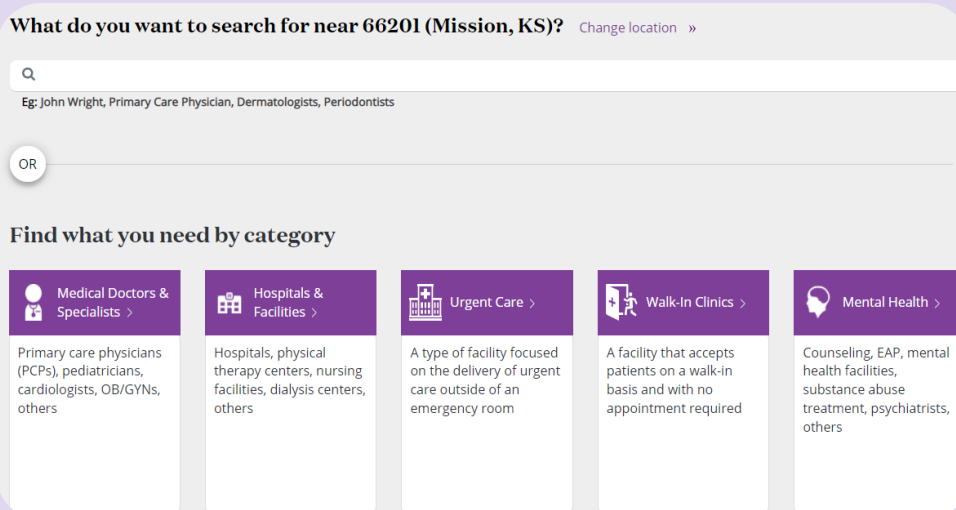 What do you want to search for near 66201 (Mission, KS)? Change location »
Eg: John Wright, Primary Care Physician, Dermatologists, Periodontists
OR
Find what you need by category
Medical Doctors &
Specialists >
Primary care physicians
(PCPs), pediatricians,
cardiologists, OB/GYNs,
others
Hospitals &
Facilities >
Hospitals, physical
therapy centers, nursing
facilities, dialysis centers,
others
Urgent Care >
A type of facility focused
on the delivery of urgent
care outside of an
emergency room
Walk-In Clinics >
A facility that accepts
patients on a walk-in
basis and with no
appointment required
Mental Health >
Counseling, EAP, mental
health facilities,
substance abuse
treatment, psychiatrists,
others